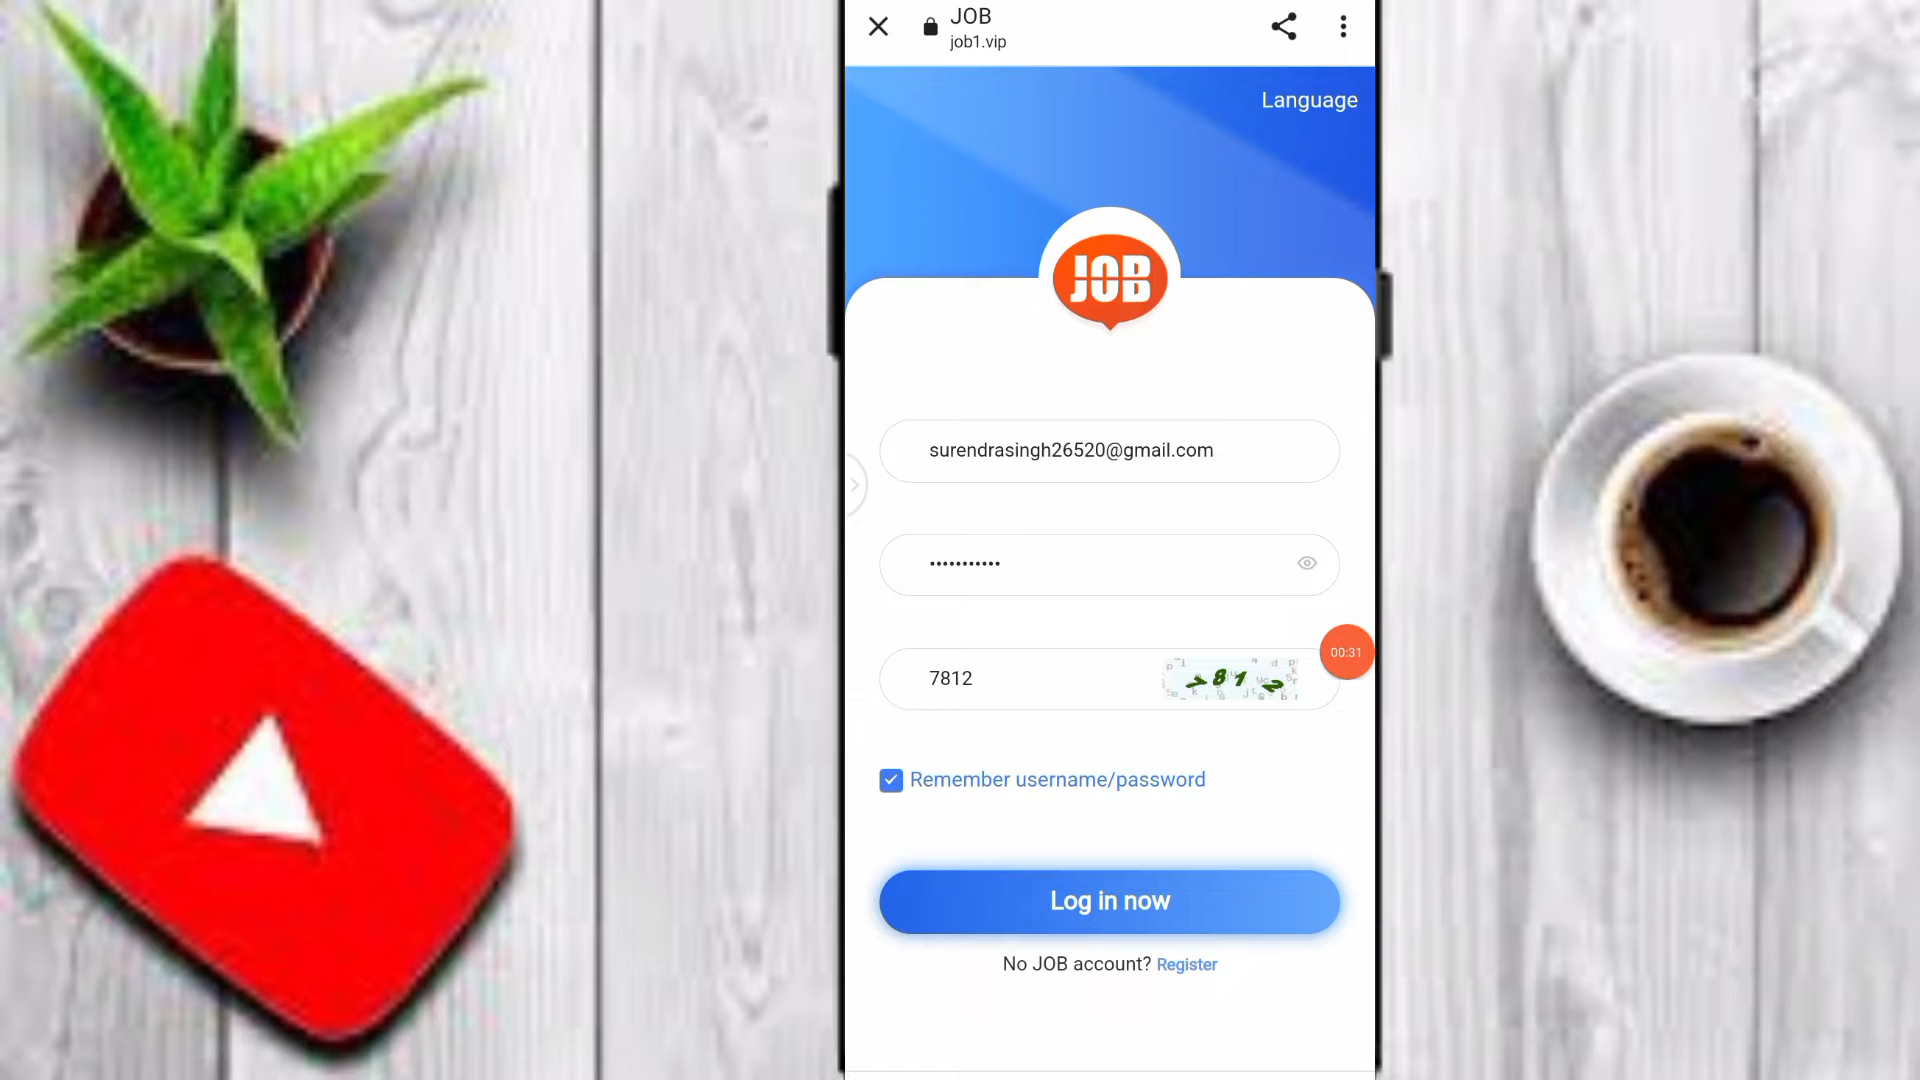 JOB
job1.vip
Language
JOB
surendrasingh26520@gmail.com
•••••••••••
7812
7812
00:31
Remember username/password
Log in now
No JOB account? Register